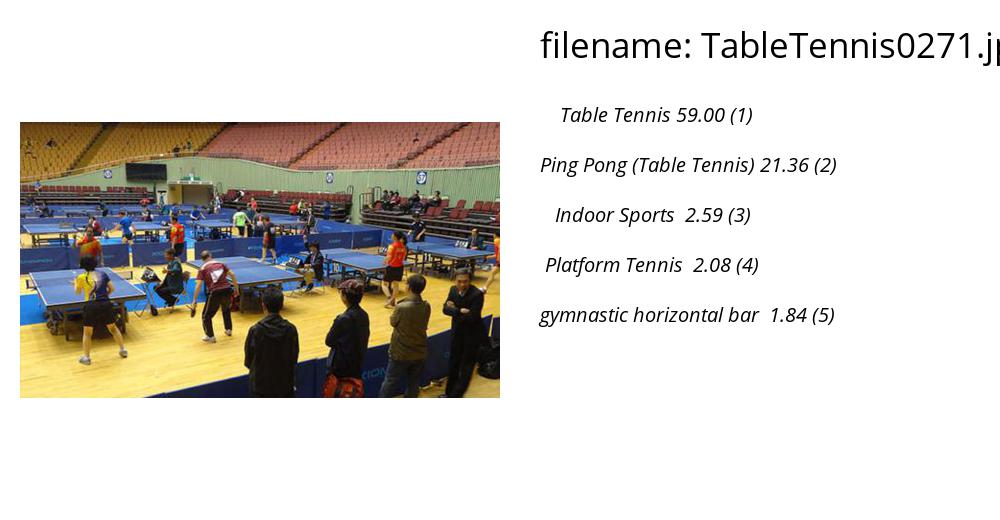 filename: TableTennis0271.jp
Table Tennis 59.00 (1)
Ping Pong (Table Tennis) 21.36 (2)
Indoor Sports 2.59 (3)
Platform Tennis 2.08 (4)
gymnastic horizontal bar 1.84 (5)